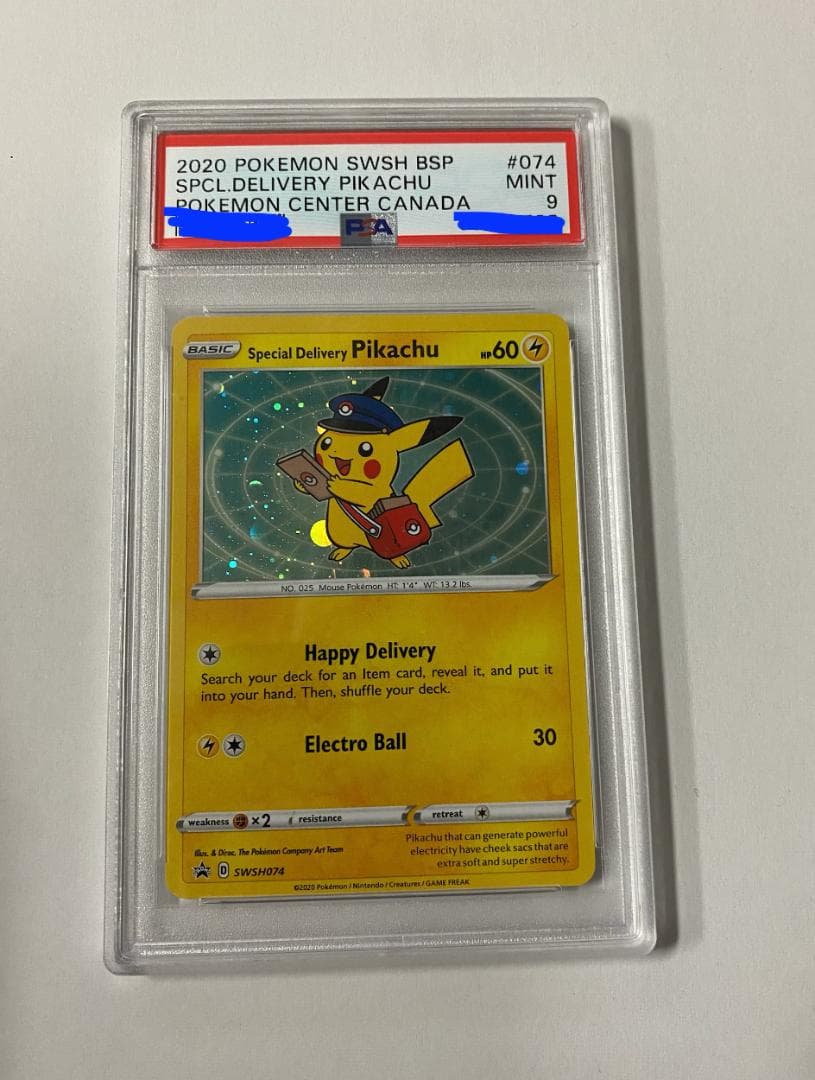 2020 POKEMON SWSH BSP #074
SPCL.DELIVERY PIKACHU MINT
POKEMON CENTER CANADA 9
PSA
BASIC Special Delivery Pikachu HP 60
NO. 025 Mouse Pokémon HT: 1'4" WT: 13.2 lbs.
Happy Delivery
Search your deck for an Item card, reveal it, and put it
into your hand. Then, shuffle your deck.
Electro Ball 30
weakness ×2 resistance retreat
Pikachu that can generate powerful
electricity have cheek sacs that are
extra soft and super stretchy.
Illus. & Direc. The Pokémon Company Art Team
D SWSH074
©2020 Pokémon / Nintendo / Creatures / GAME FREAK